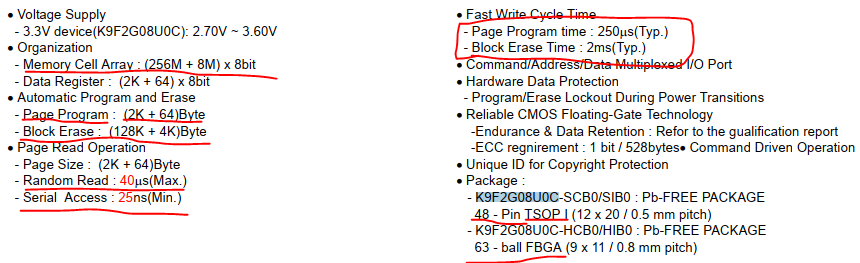 • Voltage Supply
- 3.3V device(K9F2G08U0C): 2.70V ~ 3.60V
• Organization
- Memory Cell Array : (256M + 8M) x 8bit
- Data Register : (2K + 64) x 8bit
• Automatic Program and Erase
- Page Program : (2K + 64)Byte
- Block Erase : (128K + 4K)Byte
• Page Read Operation
- Page Size : (2K + 64)Byte
- Random Read : 40μs(Max.)
- Serial Access : 25ns(Min.)
• Fast Write Cycle Time
- Page Program time : 250μs(Typ.)
- Block Erase Time : 2ms(Typ.)
• Command/Address/Data Multiplexed I/O Port
• Hardware Data Protection
- Program/Erase Lockout During Power Transitions
• Reliable CMOS Floating-Gate Technology
-Endurance & Data Retention : Refor to the gualification report
-ECC regnirement : 1 bit / 528bytes• Command Driven Operation
• Unique ID for Copyright Protection
• Package :
- K9F2G08U0C-SCB0/SIB0 : Pb-FREE PACKAGE
48 - Pin TSOP I (12 x 20 / 0.5 mm pitch)
- K9F2G08U0C-HCB0/HIB0 : Pb-FREE PACKAGE
63 - ball FBGA (9 x 11 / 0.8 mm pitch)